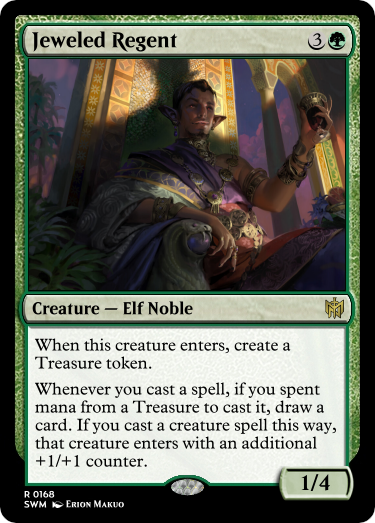 Jeweled Regent 3
Creature — Elf Noble
When this creature enters, create a
Treasure token.
Whenever you cast a spell, if you spent
mana from a Treasure to cast it, draw a
card. If you cast a creature spell this way,
that creature enters with an additional
+1/+1 counter.
1/4
R 0168
SWM Erion Makuo